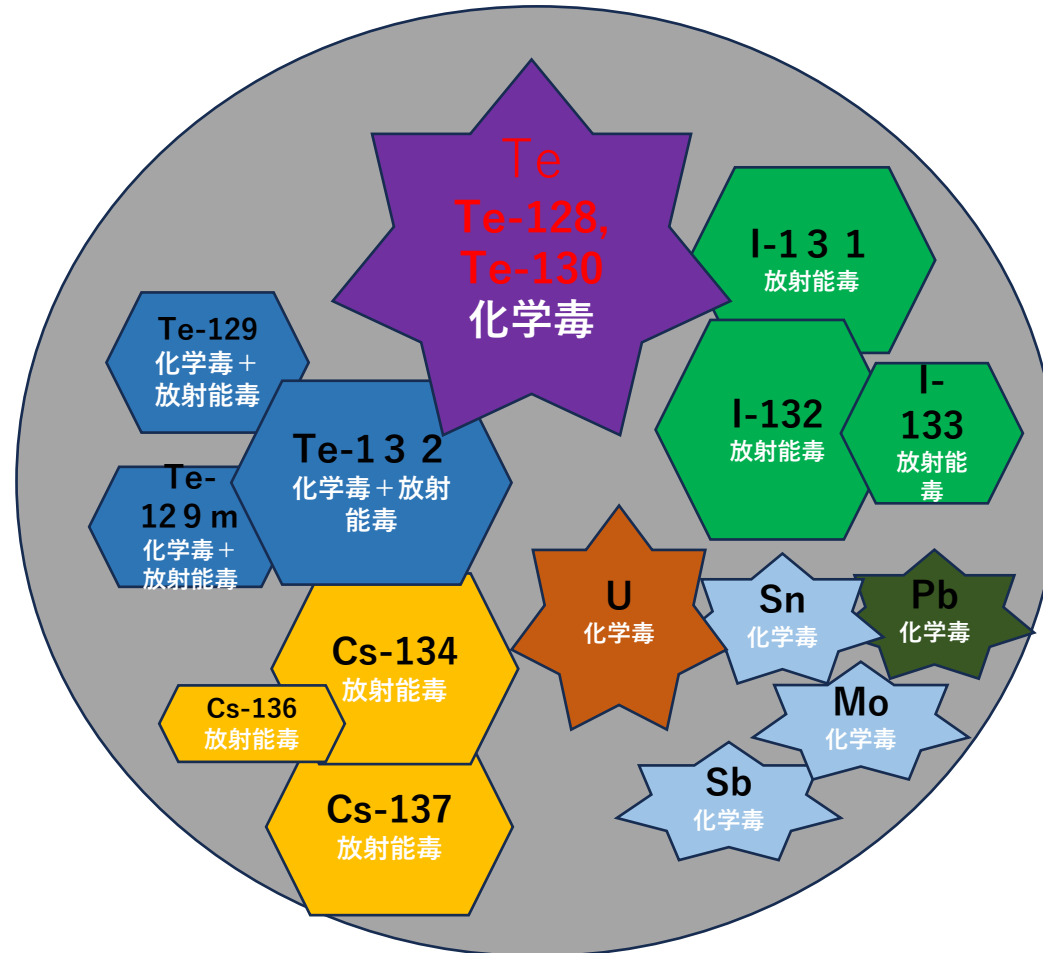 Te
Te-128,
Te-130
化学毒
I-1３１
放射能毒
Te-129
化学毒＋
放射能毒
I-132
放射能毒
I-
133
放射能
毒
Te-1３２
化学毒＋放射
能毒
Te-
12９m
化学毒＋
放射能毒
U
化学毒
Sn
化学毒
Pb
化学毒
Cs-134
放射能毒
Cs-136
放射能毒
Mo
化学毒
Sb
化学毒
Cs-137
放射能毒